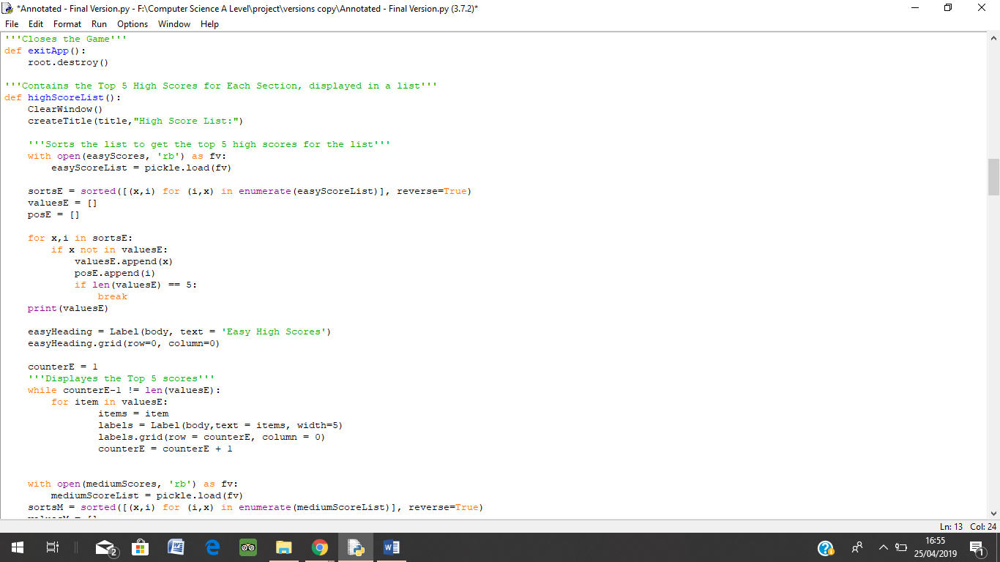 *Annotated - Final Version.py - F:\Computer Science A Level\project\versions copy\Annotated - Final Version.py (3.7.2)*
File Edit Format Run Options Window Help
'''Closes the Game'''
def exitApp():
    root.destroy()

'''Contains the Top 5 High Scores for Each Section, displayed in a list'''
def highScoreList():
    ClearWindow()
    createTitle(title,"High Score List:")

    '''Sorts the list to get the top 5 high scores for the list'''
    with open(easyScores, 'rb') as fv:
        easyScoreList = pickle.load(fv)

    sortsE = sorted([(x,i) for (i,x) in enumerate(easyScoreList)], reverse=True)
    valuesE = []
    posE = []

    for x,i in sortsE:
        if x not in valuesE:
            valuesE.append(x)
            posE.append(i)
            if len(valuesE) == 5:
                break
    print(valuesE)

    easyHeading = Label(body, text = 'Easy High Scores')
    easyHeading.grid(row=0, column=0)

    counterE = 1
    '''Displayes the Top 5 scores'''
    while counterE-1 != len(valuesE):
        for item in valuesE:
                items = item
                labels = Label(body,text = items, width=5)
                labels.grid(row = counterE, column = 0)
                counterE = counterE + 1


    with open(mediumScores, 'rb') as fv:
        mediumScoreList = pickle.load(fv)
    sortsM = sorted([(x,i) for (i,x) in enumerate(mediumScoreList)], reverse=True)
Ln: 13 Col: 24
2
16:55
25/04/2019
1